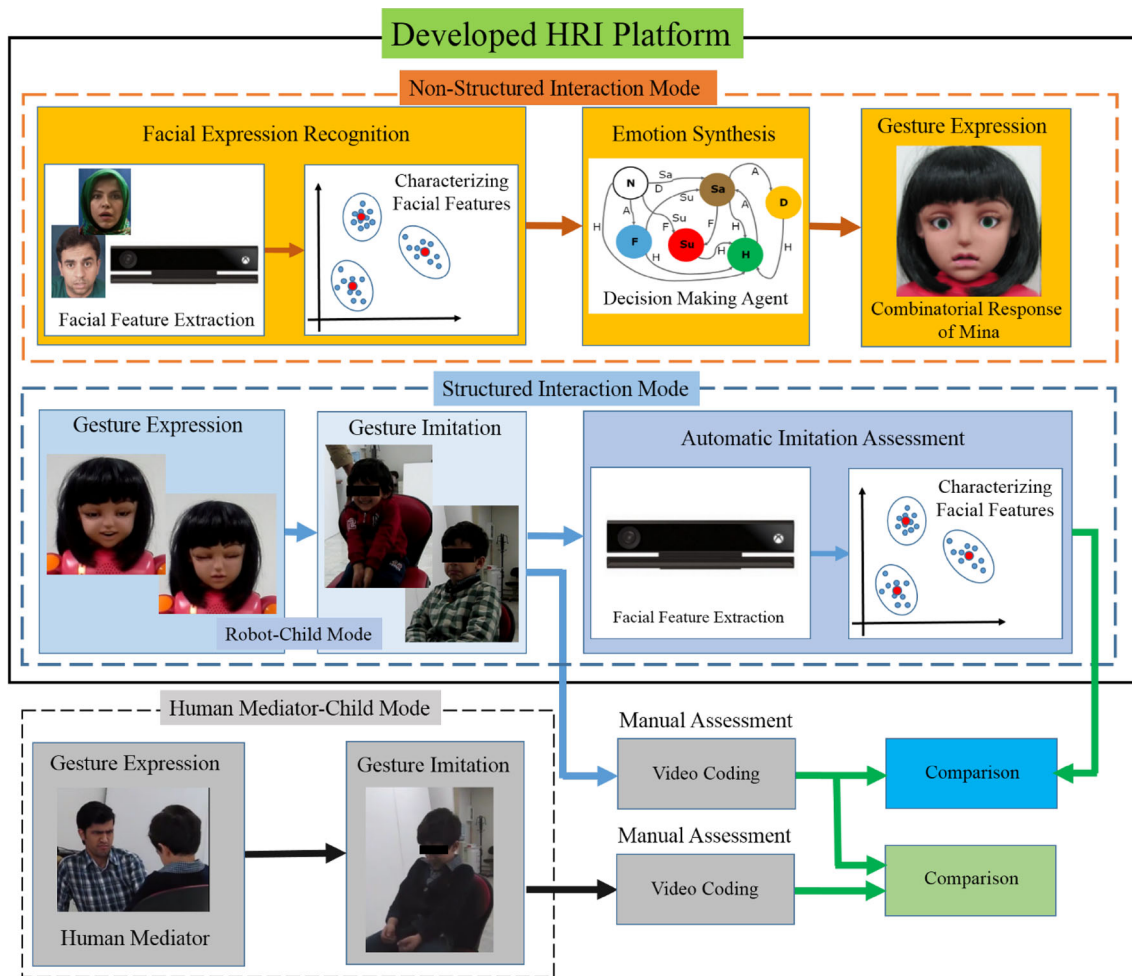 Developed HRI Platform
Non-Structured Interaction Mode
Facial Expression Recognition
Facial Feature Extraction
Characterizing
Facial Features
Emotion Synthesis
N
Sa
D
Sa
A
D
A
Su
Su
F
F
H
A
H
F
Su
H
H
H
H
Decision Making Agent
Gesture Expression
Combinatorial Response
of Mina
Structured Interaction Mode
Gesture Expression
Gesture Imitation
Robot-Child Mode
Automatic Imitation Assessment
Facial Feature Extraction
Characterizing
Facial Features
Human Mediator-Child Mode
Gesture Expression
Human Mediator
Gesture Imitation
Manual Assessment
Video Coding
Comparison
Manual Assessment
Video Coding
Comparison